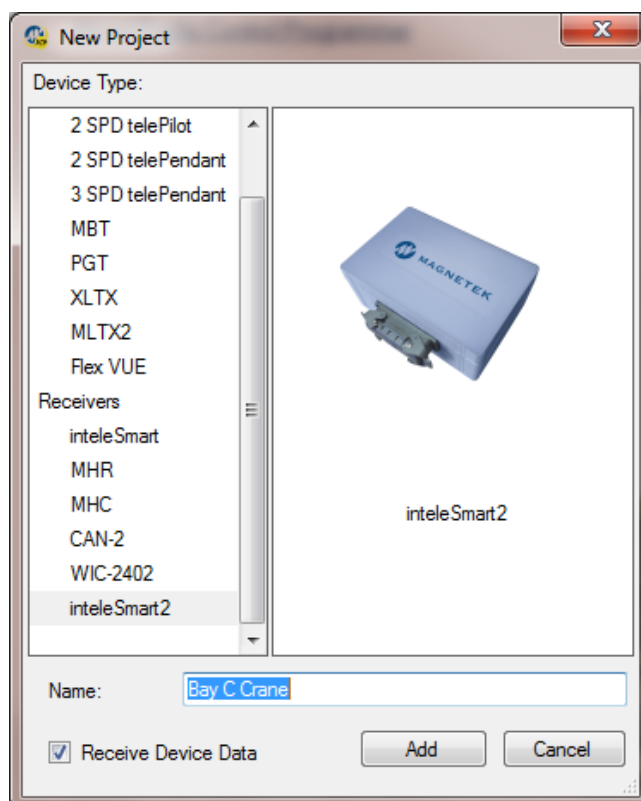 New Project
Device Type:
2 SPD telePilot
2 SPD telePendant
3 SPD telePendant
MBT
PGT
XLTX
MLTX2
Flex VUE
Receivers
inteleSmart
MHR
MHC
CAN-2
WIC-2402
inteleSmart2
MAGNETEK
inteleSmart2
Name: Bay C Crane
Receive Device Data Add Cancel